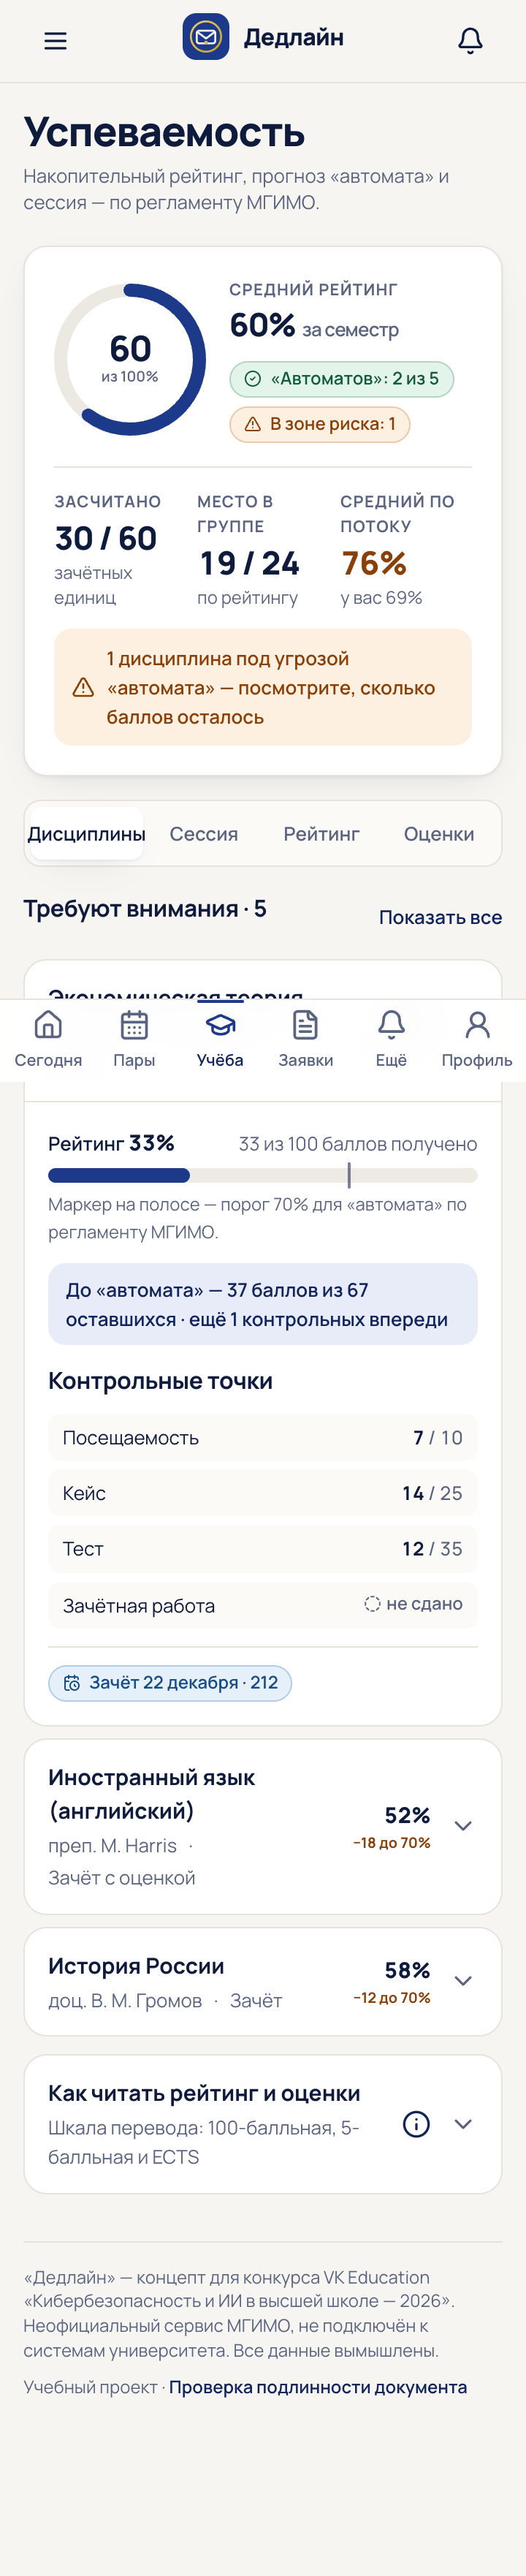 Дедлайн
Успеваемость
Накопительный рейтинг, прогноз «автомата» и
сессия — по регламенту МГИМО.
60
из 100%
СРЕДНИЙ РЕЙТИНГ
60% за семестр
«Автоматов»: 2 из 5
В зоне риска: 1
ЗАСЧИТАНО
30 / 60
зачётных
единиц
МЕСТО В
ГРУППЕ
19 / 24
по рейтингу
СРЕДНИЙ ПО
ПОТОКУ
76%
у вас 69%
1 дисциплина под угрозой
«автомата» — посмотрите, сколько
баллов осталось
Дисциплины
Сессия
Рейтинг
Оценки
Требуют внимания · 5
Показать все
Экономическая теория
Сегодня
Пары
Учёба
Заявки
Ещё
Профиль
Рейтинг 33%
33 из 100 баллов получено
Маркер на полосе — порог 70% для «автомата» по
регламенту МГИМО.
До «автомата» — 37 баллов из 67
оставшихся · ещё 1 контрольных впереди
Контрольные точки
Посещаемость 7 / 10
Кейс 14 / 25
Тест 12 / 35
Зачётная работа не сдано
Зачёт 22 декабря · 212
Иностранный язык
(английский)
преп. M. Harris ·
Зачёт с оценкой
52%
−18 до 70%
История России
доц. В. М. Громов · Зачёт
58%
−12 до 70%
Как читать рейтинг и оценки
Шкала перевода: 100-балльная, 5-
балльная и ECTS
«Дедлайн» — концепт для конкурса VK Education
«Кибербезопасность и ИИ в высшей школе — 2026».
Неофициальный сервис МГИМО, не подключён к
системам университета. Все данные вымышлены.
Учебный проект · Проверка подлинности документа